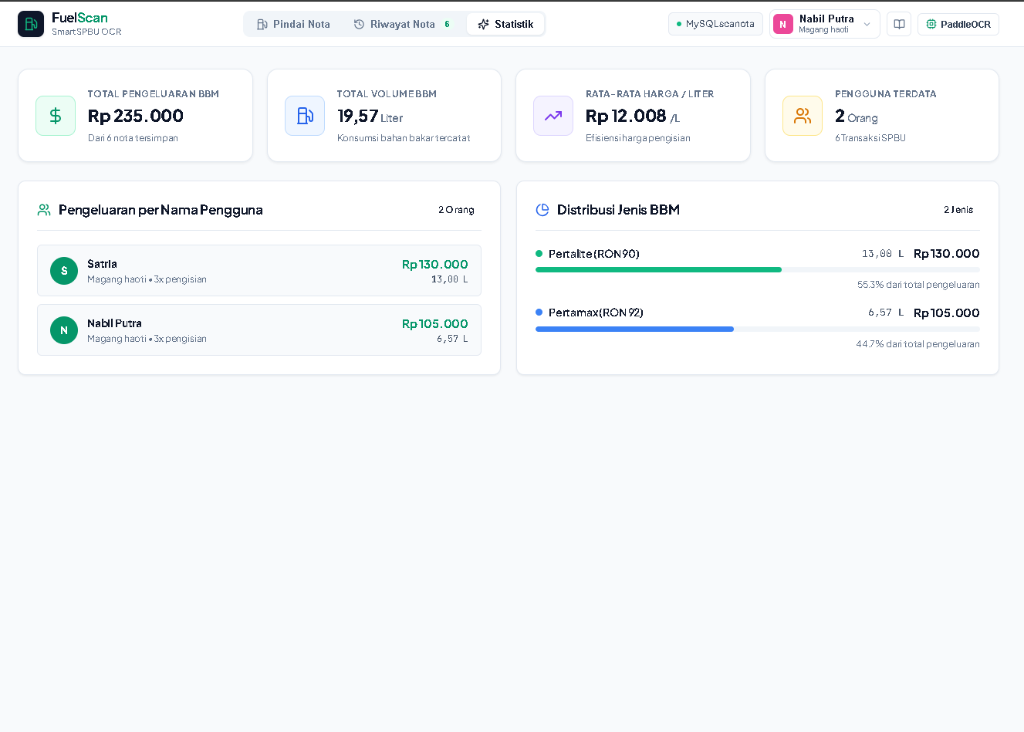 FuelScan
Smart SPBU OCR
Pindai Nota
Riwayat Nota 6
Statistik
MySQL scanota
N
Nabil Putra
Magang haoti
PaddleOCR
TOTAL PENGELUARAN BBM
Rp 235.000
Dari 6 nota tersimpan
TOTAL VOLUME BBM
19,57 Liter
Konsumsi bahan bakar tercatat
RATA-RATA HARGA / LITER
Rp 12.008 /L
Efisiensi harga pengisian
PENGGUNA TERDATA
2 Orang
6 Transaksi SPBU
Pengeluaran per Nama Pengguna
2 Orang
S
Satria
Magang haoti • 3x pengisian
Rp 130.000
13,00 L
N
Nabil Putra
Magang haoti • 3x pengisian
Rp 105.000
6,57 L
Distribusi Jenis BBM
2 Jenis
Pertalite (RON 90)
13,00 L Rp 130.000
55.3% dari total pengeluaran
Pertamax (RON 92)
6,57 L Rp 105.000
44.7% dari total pengeluaran